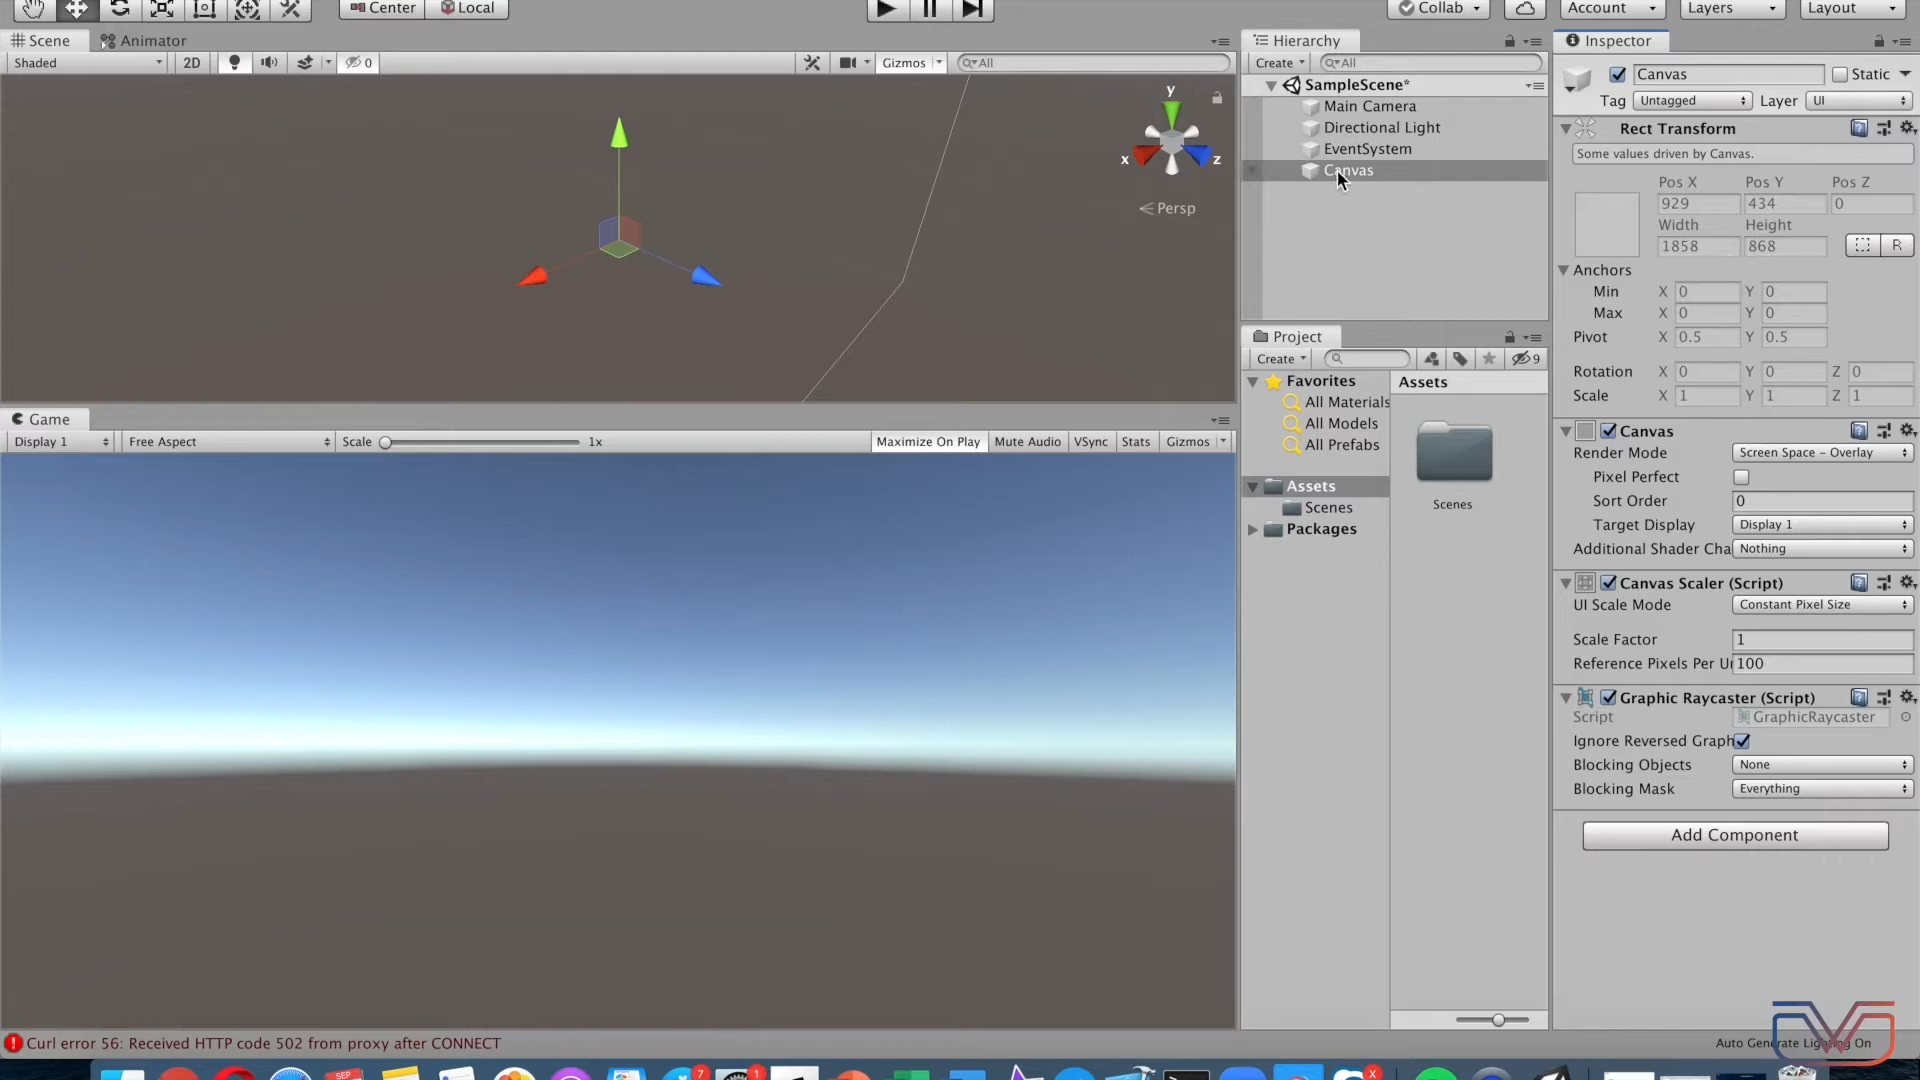 Center
Local
Collab
Account
Layers
Layout
Scene
Animator
Shaded
2D
0
Gizmos
All
y
x
z
Persp
Game
Display 1
Free Aspect
Scale
1x
Maximize On Play
Mute Audio
VSync
Stats
Gizmos
Hierarchy
Create
All
SampleScene*
Main Camera
Directional Light
EventSystem
Canvas
Project
Create
9
Favorites
All Materials
All Models
All Prefabs
Assets
Scenes
Packages
Assets
Scenes
Inspector
Canvas
Static
Tag
Untagged
Layer
UI
Rect Transform
Some values driven by Canvas.
Pos X Pos Y Pos Z
929 434 0
Width Height
1858 868
R
Anchors
Min X 0 Y 0
Max X 0 Y 0
Pivot X 0.5 Y 0.5
Rotation X 0 Y 0 Z 0
Scale X 1 Y 1 Z 1
Canvas
Render Mode Screen Space - Overlay
Pixel Perfect
Sort Order 0
Target Display Display 1
Additional Shader Cha Nothing
Canvas Scaler (Script)
UI Scale Mode Constant Pixel Size
Scale Factor 1
Reference Pixels Per U 100
Graphic Raycaster (Script)
Script GraphicRaycaster
Ignore Reversed Graph
Blocking Objects None
Blocking Mask Everything
Add Component
Curl error 56: Received HTTP code 502 from proxy after CONNECT
Auto Generate Lighting On
SEP
7
1
X